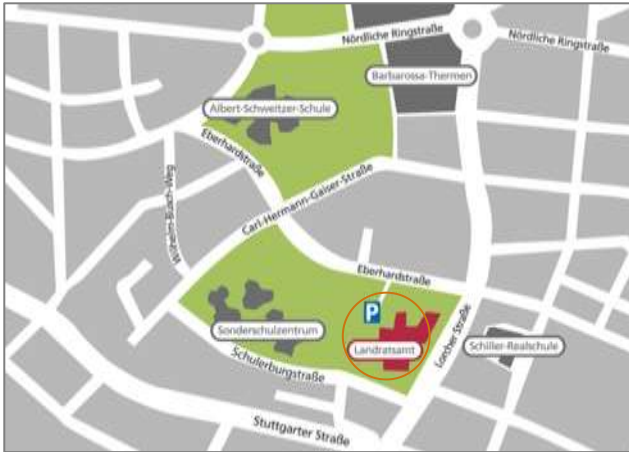 Nördliche Ringstraße
Nördliche Ringstraße
Barbarossa-Thermen
Albert-Schweitzer-Schule
Eberhardstraße
Wilhelm-Busch-Weg
Carl-Hermann-Gaiser-Straße
Eberhardstraße
P
Sonderschulzentrum
Landratsamt
Lorcher Straße
Schiller-Realschule
Schulerburgstraße
Stuttgarter Straße